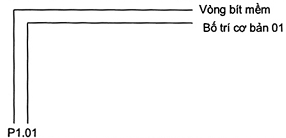 Vòng bít mềm
Bố trí cơ bản 01
P1.01